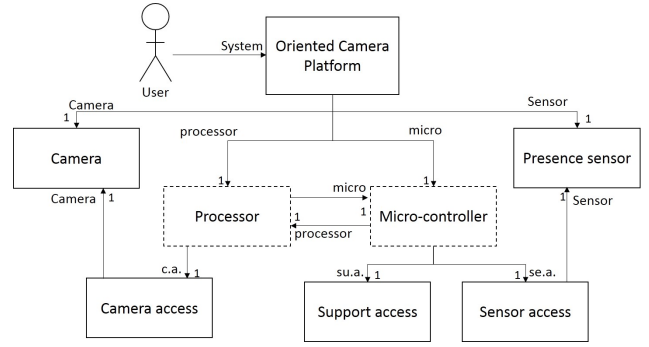 System
Oriented Camera
Platform
User
Camera
1
Sensor
1
processor
micro
Camera
Presence sensor
1
1
micro
Camera
1
Processor
1
1
processor
Micro-controller
1
Sensor
c.a.
1
su.a.
1
1
se.a.
Camera access
Support access
Sensor access